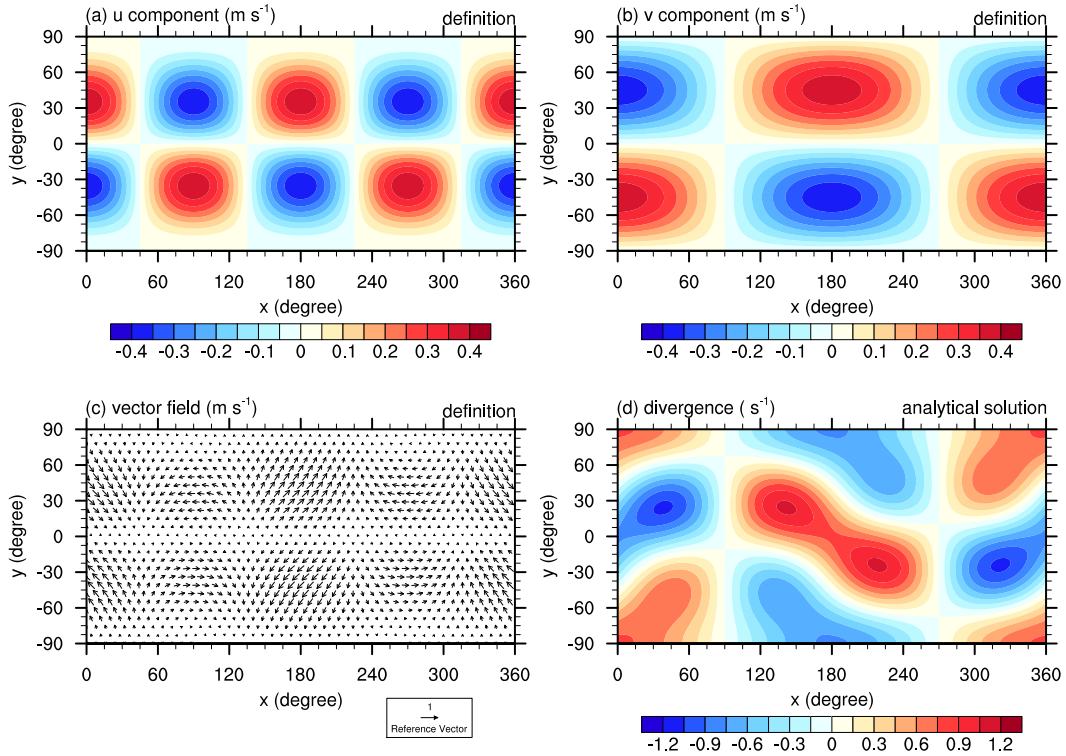 (a) u component (m s-1) definition
90
60
30
0
-30
-60
-90
y (degree)
0 60 120 180 240 300 360
x (degree)
-0.4 -0.3 -0.2 -0.1 0 0.1 0.2 0.3 0.4
(b) v component (m s-1) definition
90
60
30
0
-30
-60
-90
y (degree)
0 60 120 180 240 300 360
x (degree)
-0.4 -0.3 -0.2 -0.1 0 0.1 0.2 0.3 0.4
(c) vector field (m s-1) definition
90
60
30
0
-30
-60
-90
y (degree)
0 60 120 180 240 300 360
x (degree)
1
Reference Vector
(d) divergence ( s-1) analytical solution
90
60
30
0
-30
-60
-90
y (degree)
0 60 120 180 240 300 360
x (degree)
-1.2 -0.9 -0.6 -0.3 0 0.3 0.6 0.9 1.2